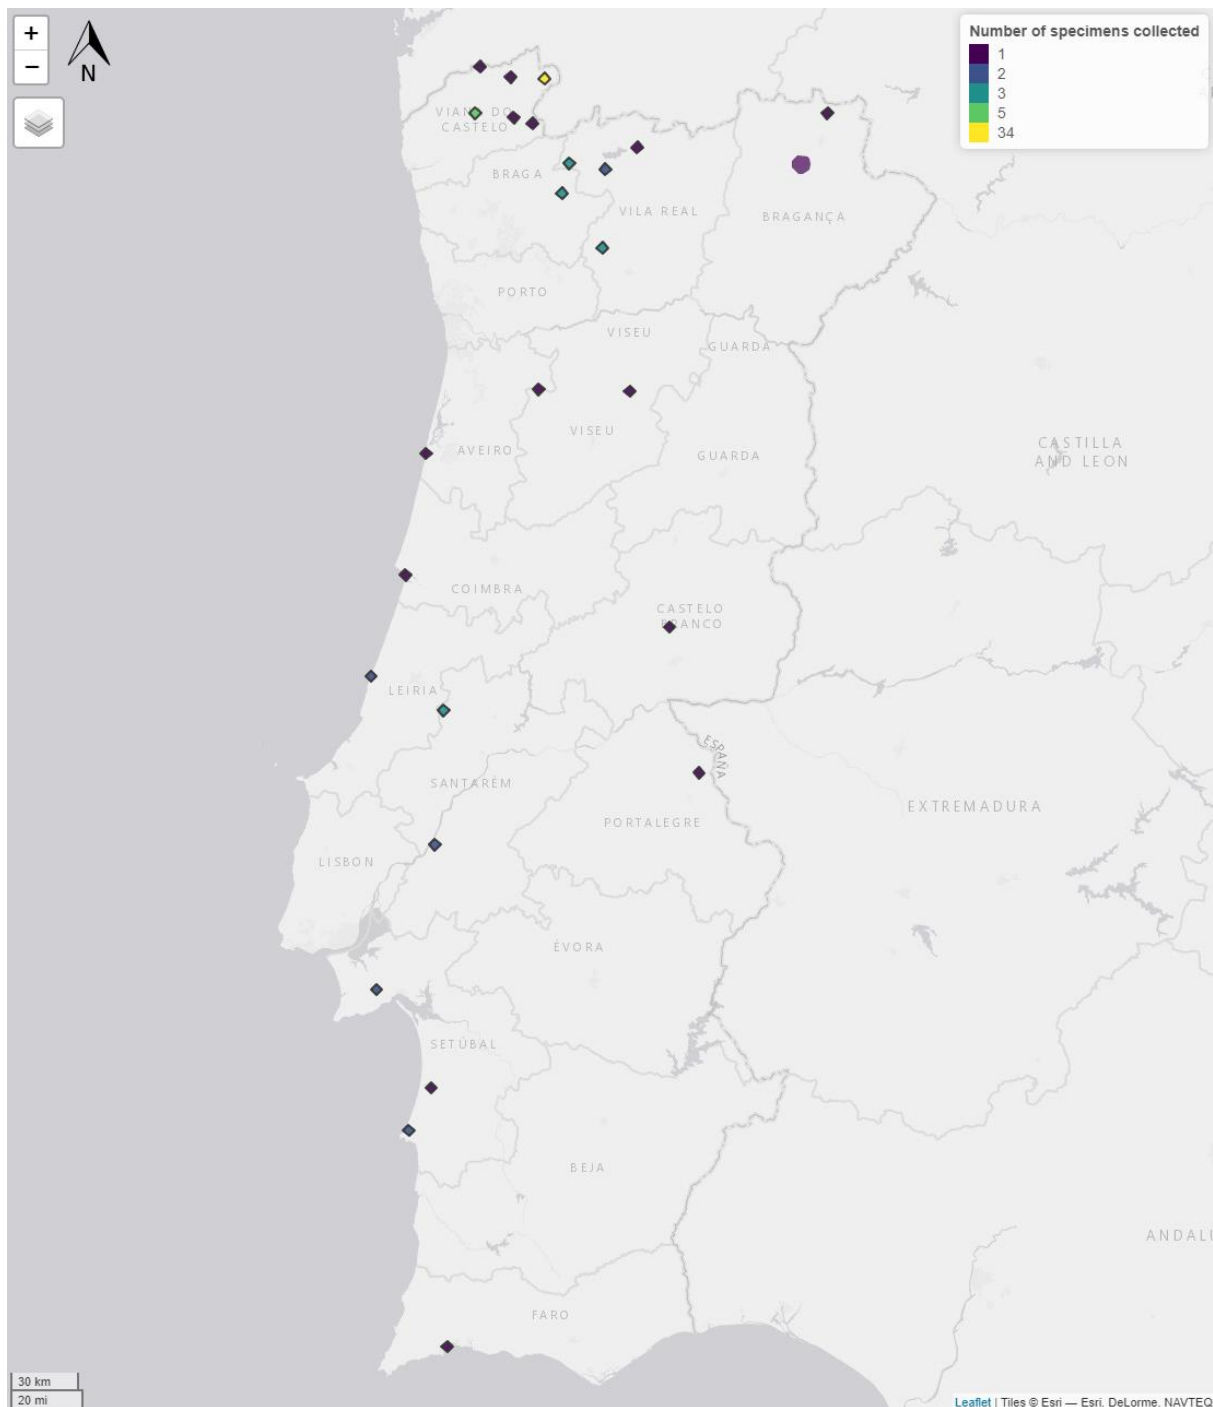 +
−
N
Number of specimens collected
1
2
3
5
34
VIANA DO
CASTELO
BRAGA
VILA REAL
BRAGANÇA
PORTO
VISEU
GUARDA
AVEIRO
VISEU
GUARDA
CASTILLA
AND LEON
COIMBRA
CASTELO
BRANCO
LEIRIA
ESPAÑA
SANTARÉM
PORTALEGRE
EXTREMADURA
LISBON
ÉVORA
SETÚBAL
BEJA
ANDALU
FARO
30 km
20 mi
Leaflet | Tiles © Esri — Esri, DeLorme, NAVTEQ